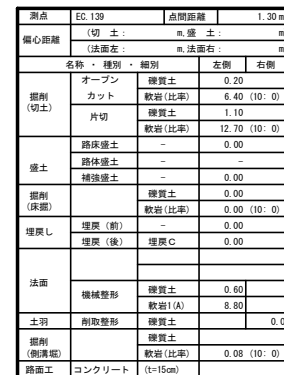 測点 EC.139 点間距離 1.30 m
偏心距離 (切 土: m,盛 土: m
(法面左: m,法面右: m
名称 ・ 種別 ・ 細別 左側 右側
掘削 (切土) オープンカット 礫質土 0.20
軟岩(比率) 6.40 (10: 0)
片切 礫質土 1.10
軟岩(比率) 12.70 (10: 0)
盛土 路床盛土 - 0.00
路体盛土 - -
補強盛土 - 0.00
掘削 (床掘) 礫質土 0.00
軟岩(比率) 0.00 (10: 0)
埋戻し 埋戻(前) - 0.00
埋戻(後) 埋戻C 0.00
法面 機械整形 礫質土 0.60
軟岩1(A) 8.80
土羽 削取整形 礫質土 0.0
掘削 (側溝堀) 礫質土
軟岩(比率) 0.08 (10: 0)
路面工 コンクリート (t=15cm)